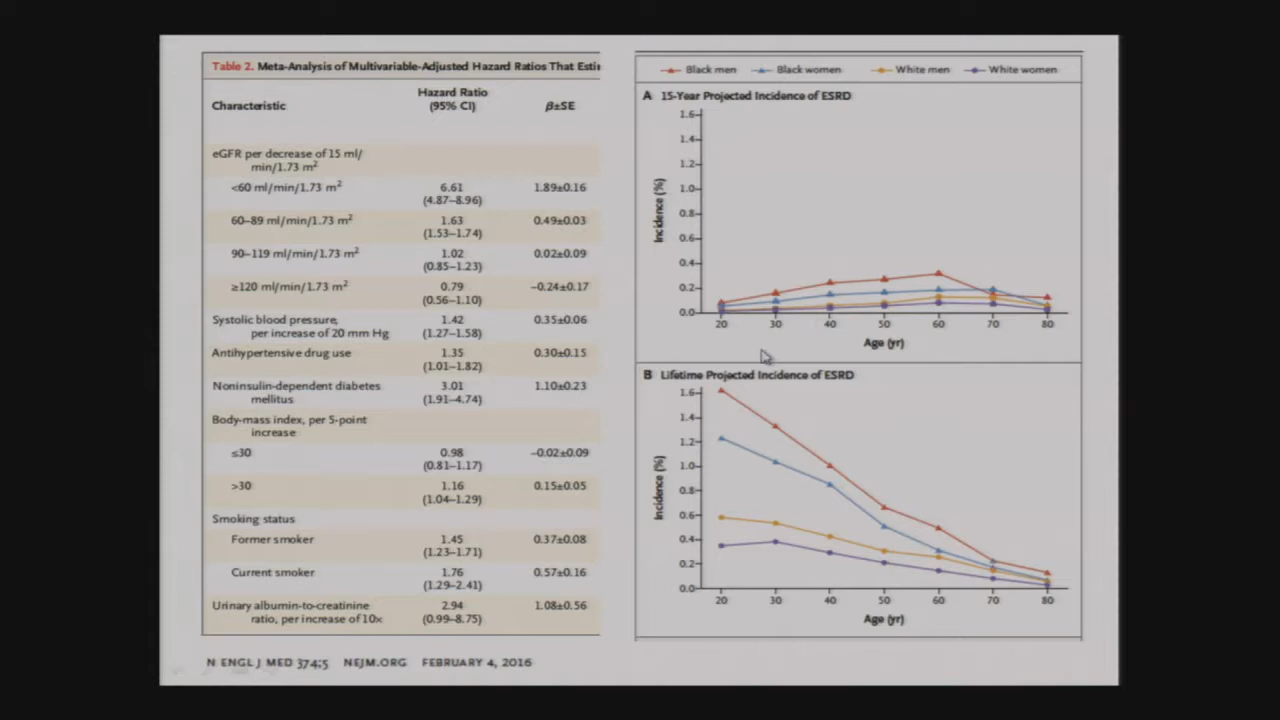 Table 2. Meta-Analysis of Multivariable-Adjusted Hazard Ratios That Estir
Characteristic
Hazard Ratio
(95% CI)
β±SE
eGFR per decrease of 15 ml/
min/1.73 m²
<60 ml/min/1.73 m²
6.61
(4.87–8.96)
1.89±0.16
60–89 ml/min/1.73 m²
1.63
(1.53–1.74)
0.49±0.03
90–119 ml/min/1.73 m²
1.02
(0.85–1.23)
0.02±0.09
≥120 ml/min/1.73 m²
0.79
(0.56–1.10)
−0.24±0.17
Systolic blood pressure,
per increase of 20 mm Hg
1.42
(1.27–1.58)
0.35±0.06
Antihypertensive drug use
1.35
(1.01–1.82)
0.30±0.15
Noninsulin-dependent diabetes
mellitus
3.01
(1.91–4.74)
1.10±0.23
Body-mass index, per 5-point
increase
≤30
0.98
(0.81–1.17)
−0.02±0.09
>30
1.16
(1.04–1.29)
0.15±0.05
Smoking status
Former smoker
1.45
(1.23–1.71)
0.37±0.08
Current smoker
1.76
(1.29–2.41)
0.57±0.16
Urinary albumin-to-creatinine
ratio, per increase of 10×
2.94
(0.99–8.75)
1.08±0.56
N ENGL J MED 374;5 NEJM.ORG FEBRUARY 4, 2016
Black men Black women White men White women
A 15-Year Projected Incidence of ESRD
Incidence (%)
1.6
1.4
1.2
1.0
0.8
0.6
0.4
0.2
0.0
20 30 40 50 60 70 80
Age (yr)
B Lifetime Projected Incidence of ESRD
Incidence (%)
1.6
1.4
1.2
1.0
0.8
0.6
0.4
0.2
0.0
20 30 40 50 60 70 80
Age (yr)